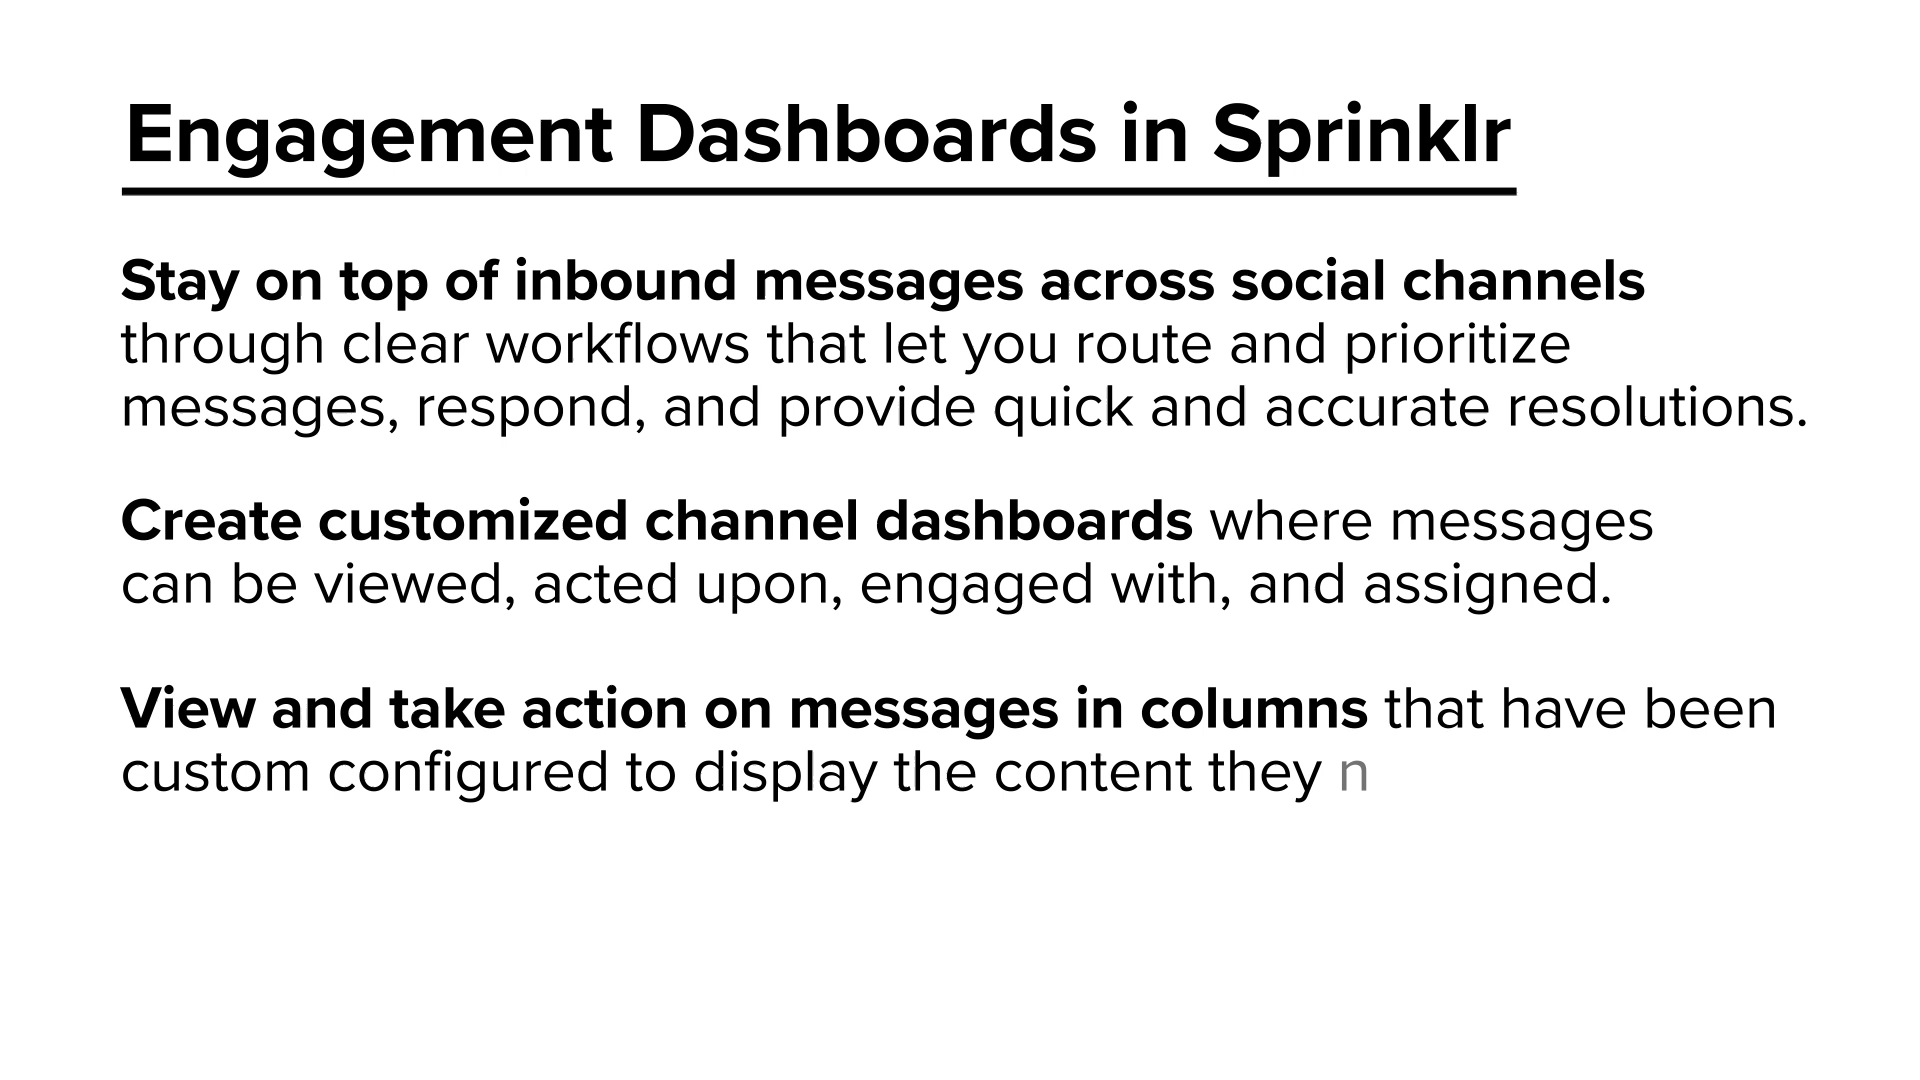 Engagement Dashboards in Sprinklr
Stay on top of inbound messages across social channels
through clear workflows that let you route and prioritize
messages, respond, and provide quick and accurate resolutions.
Create customized channel dashboards where messages
can be viewed, acted upon, engaged with, and assigned.
View and take action on messages in columns that have been
custom configured to display the content they n